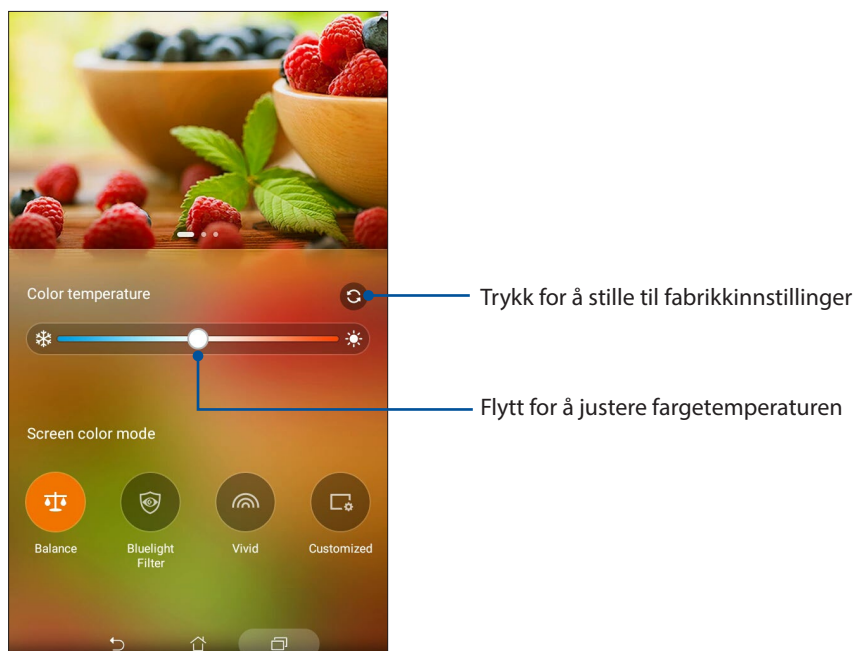 Color temperature
Trykk for å stille til fabrikkinnstillinger
Flytt for å justere fargetemperaturen
Screen color mode
Balance
Bluelight
Filter
Vivid
Customized